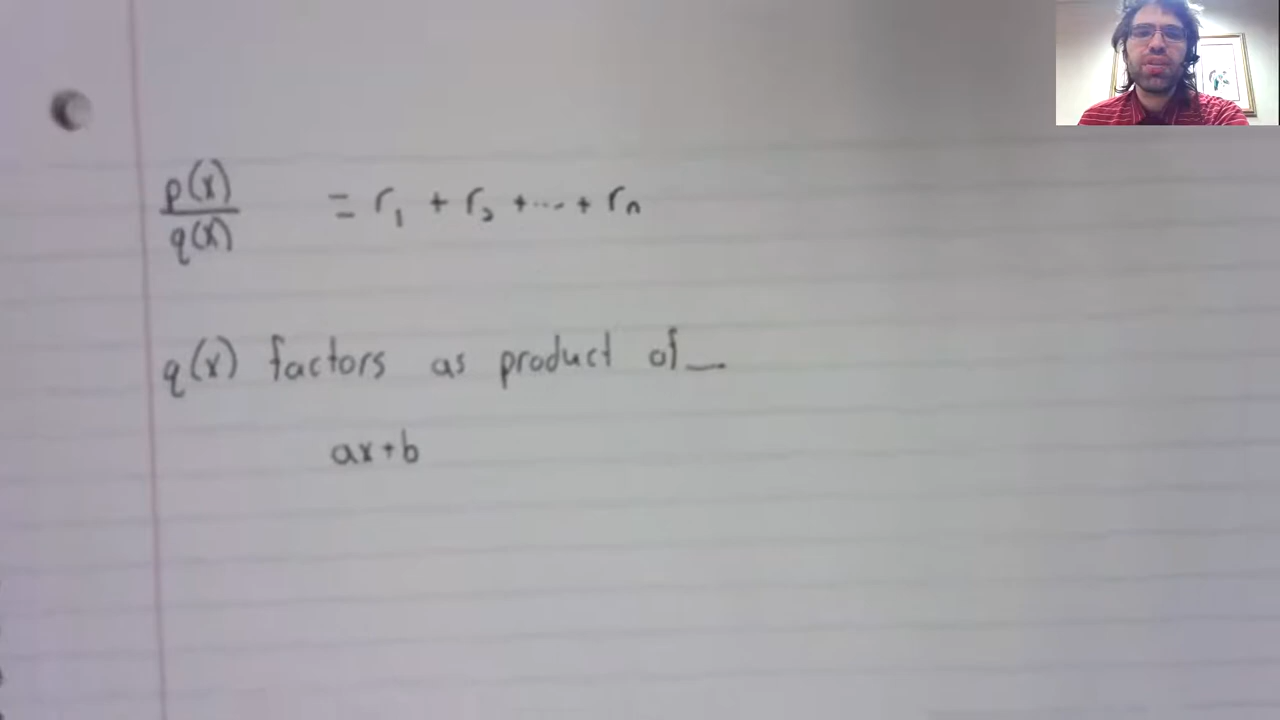 p(x)/q(x) = r₁ + r₂ + ... + rₙ
q(x) factors as product of __
ax+b